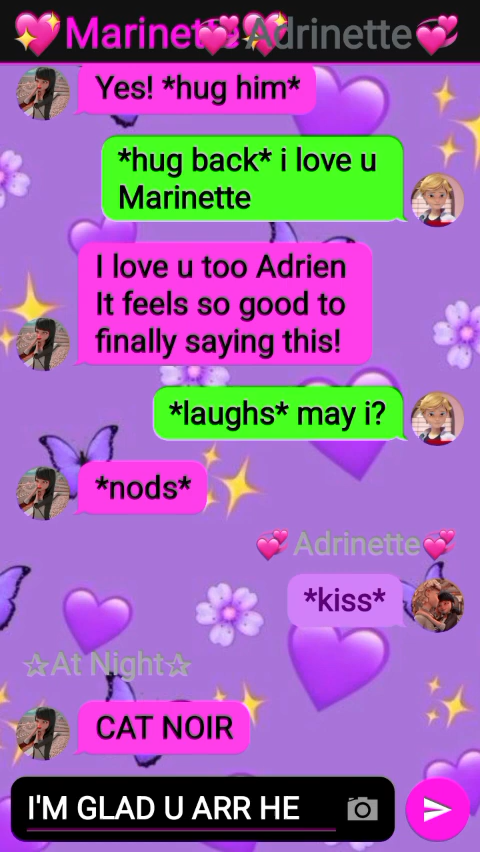 Marinette Adrinette
Yes! *hug him*
*hug back* i love u
Marinette
I love u too Adrien
It feels so good to
finally saying this!
*laughs* may i?
*nods*
Adrinette
*kiss*
☆At Night☆
CAT NOIR
I'M GLAD U ARR HE